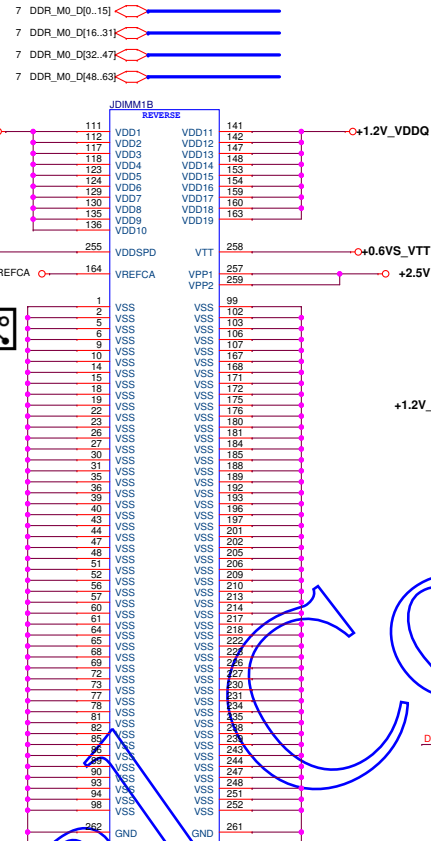 7 DDR_M0_D[0..15]
7 DDR_M0_D[16..31]
7 DDR_M0_D[32..47]
7 DDR_M0_D[48..63]
JDIMM1B
REVERSE
111 VDD1 VDD11 141 +1.2V_VDDQ
112 VDD2 VDD12 142
117 VDD3 VDD13 147
118 VDD4 VDD14 148
123 VDD5 VDD15 153
124 VDD6 VDD16 154
129 VDD7 VDD17 159
130 VDD8 VDD18 160
135 VDD9 VDD19 163
136 VDD10
255 VDDSPD VTT 258 +0.6VS_VTT
REFCA 164 VREFCA VPP1 257 +2.5V
VPP2 259
1 VSS VSS 99
2 VSS VSS 102
5 VSS VSS 103
6 VSS VSS 106
9 VSS VSS 107
10 VSS VSS 167
14 VSS VSS 168
15 VSS VSS 171
18 VSS VSS 172
19 VSS VSS 175 +1.2V_
22 VSS VSS 176
23 VSS VSS 180
26 VSS VSS 181
27 VSS VSS 184
30 VSS VSS 185
31 VSS VSS 188
35 VSS VSS 189
36 VSS VSS 192
39 VSS VSS 193
40 VSS VSS 196
43 VSS VSS 197
44 VSS VSS 201
47 VSS VSS 202
48 VSS VSS 205
51 VSS VSS 206
52 VSS VSS 209
56 VSS VSS 210
57 VSS VSS 213
60 VSS VSS 214
61 VSS VSS 217
64 VSS VSS 218
65 VSS VSS 222
68 VSS VSS 223
69 VSS VSS 226
72 VSS VSS 227
73 VSS VSS 230
77 VSS VSS 231
78 VSS VSS 234
81 VSS VSS 235
82 VSS VSS 238
85 VSS VSS 239 D
86 VSS VSS 243
89 VSS VSS 244
90 VSS VSS 247
93 VSS VSS 248
94 VSS VSS 251
98 VSS VSS 252
262 GND GND 261